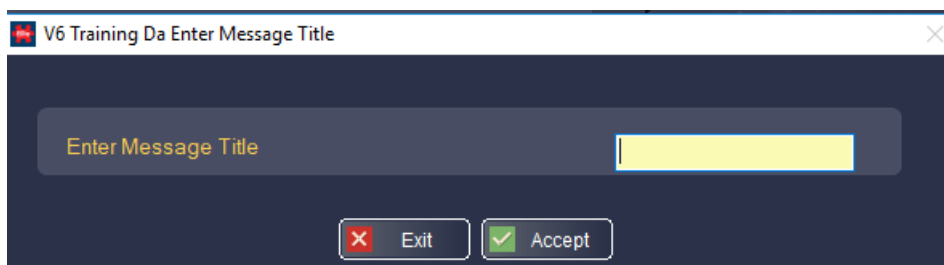 V6 Training Da Enter Message Title
Enter Message Title
Exit
Accept